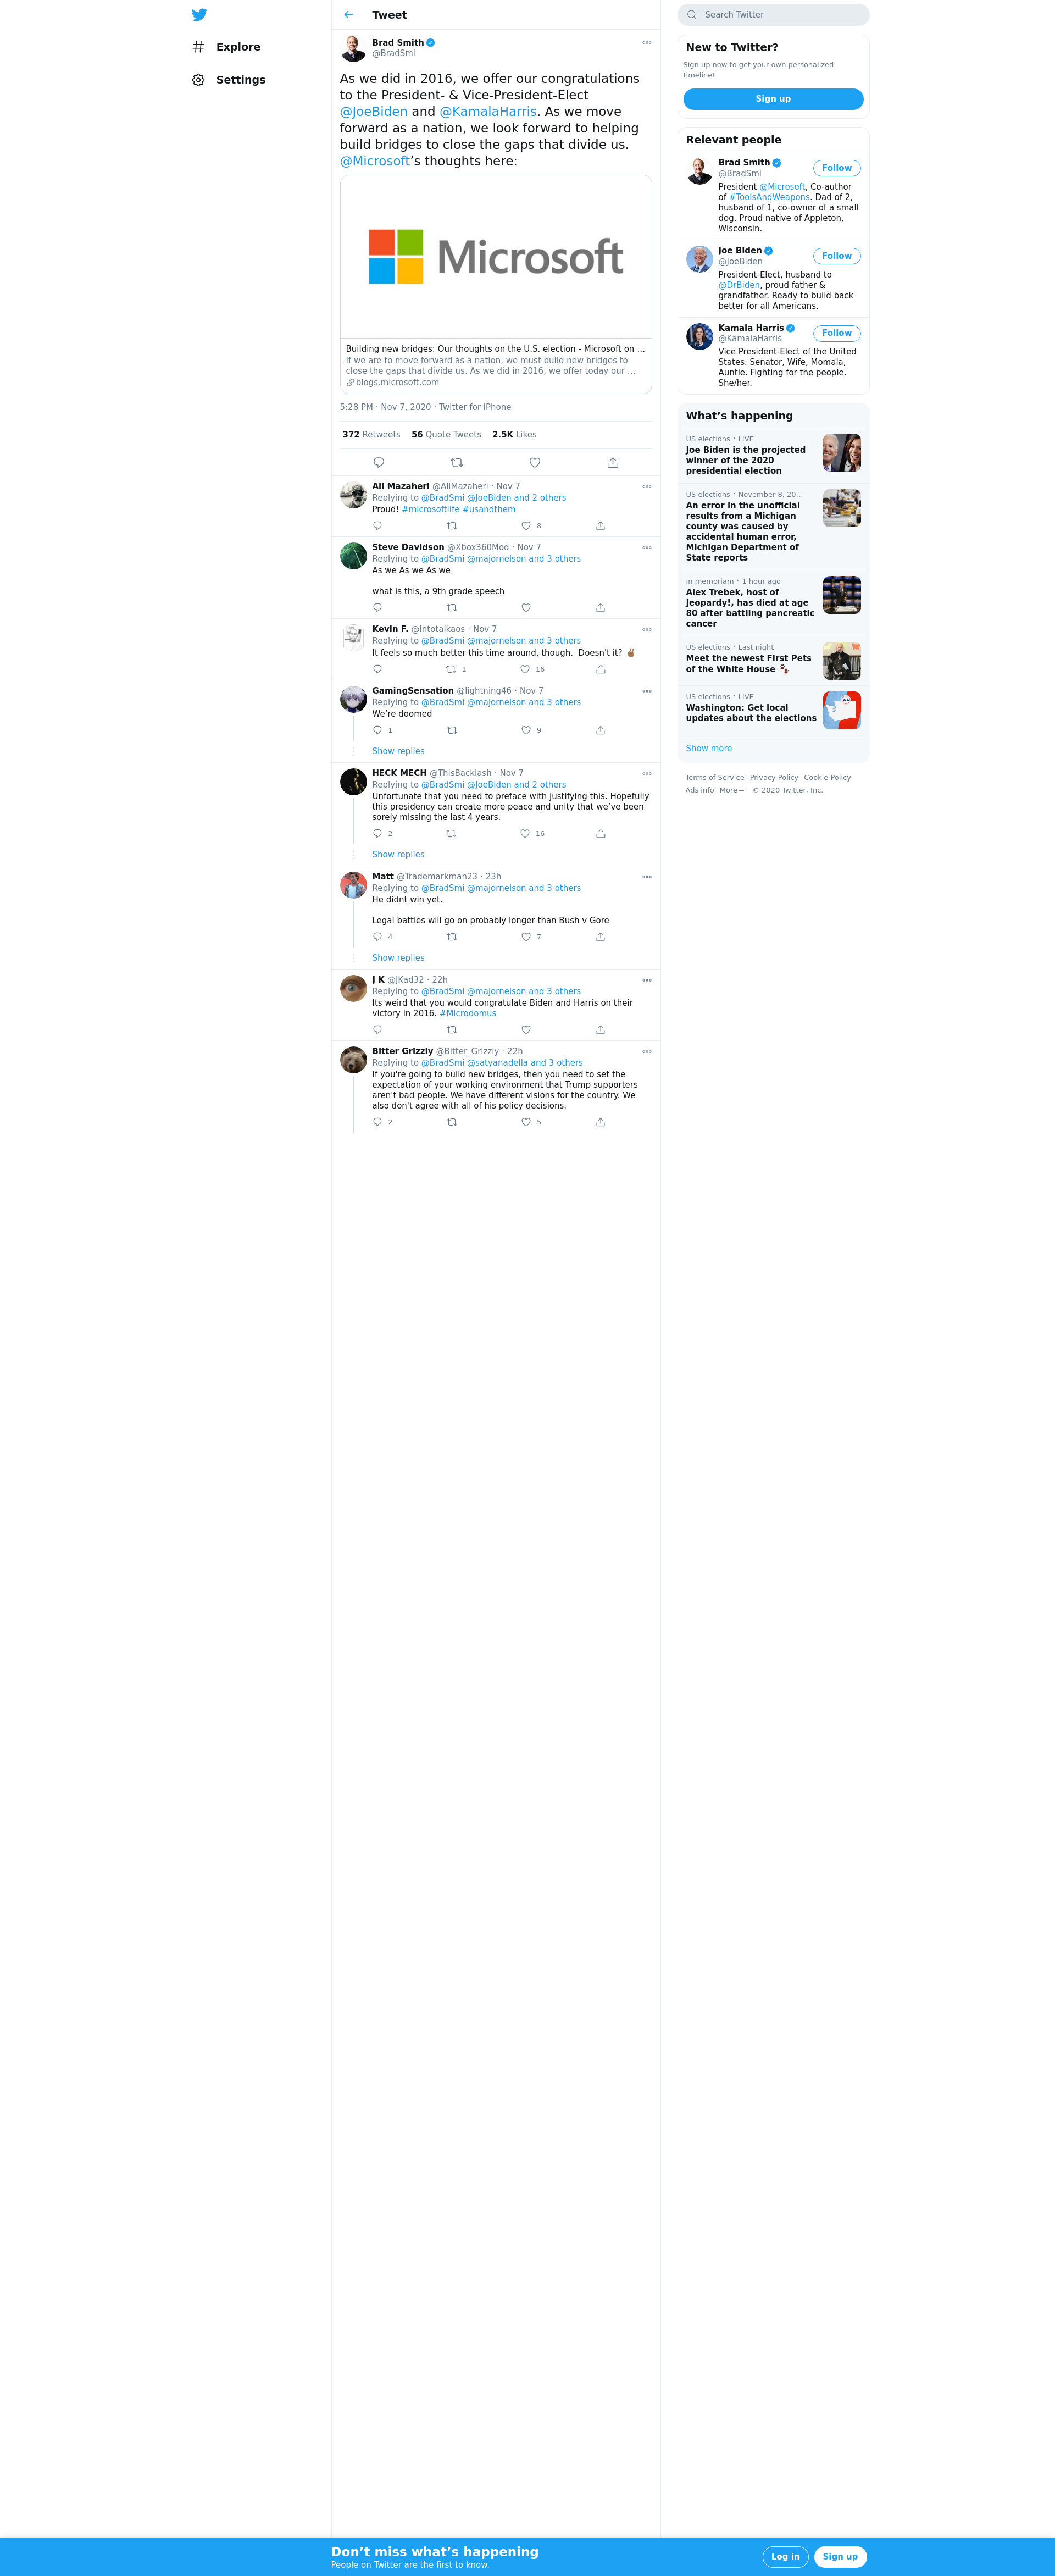 Explore
Settings
Tweet
Brad Smith
@BradSmi
As we did in 2016, we offer our congratulations
to the President- & Vice-President-Elect
@JoeBiden and @KamalaHarris. As we move
forward as a nation, we look forward to helping
build bridges to close the gaps that divide us.
@Microsoft’s thoughts here:
Microsoft
Building new bridges: Our thoughts on the U.S. election - Microsoft on ...
If we are to move forward as a nation, we must build new bridges to
close the gaps that divide us. As we did in 2016, we offer today our ...
blogs.microsoft.com
5:28 PM · Nov 7, 2020 · Twitter for iPhone
372 Retweets 56 Quote Tweets 2.5K Likes
Ali Mazaheri @AliMazaheri · Nov 7
Replying to @BradSmi @JoeBiden and 2 others
Proud! #microsoftlife #usandthem
8
Steve Davidson @Xbox360Mod · Nov 7
Replying to @BradSmi @majornelson and 3 others
As we As we As we
what is this, a 9th grade speech
Kevin F. @intotalkaos · Nov 7
Replying to @BradSmi @majornelson and 3 others
It feels so much better this time around, though. Doesn't it? ✌🏾
1 16
GamingSensation @lightning46 · Nov 7
Replying to @BradSmi @majornelson and 3 others
We’re doomed
1 9
Show replies
HECK MECH @ThisBacklash · Nov 7
Replying to @BradSmi @JoeBiden and 2 others
Unfortunate that you need to preface with justifying this. Hopefully
this presidency can create more peace and unity that we’ve been
sorely missing the last 4 years.
2 16
Show replies
Matt @Trademarkman23 · 23h
Replying to @BradSmi @majornelson and 3 others
He didnt win yet.
Legal battles will go on probably longer than Bush v Gore
4 7
Show replies
J K @JKad32 · 22h
Replying to @BradSmi @majornelson and 3 others
Its weird that you would congratulate Biden and Harris on their
victory in 2016. #Microdomus
Bitter Grizzly @Bitter_Grizzly · 22h
Replying to @BradSmi @satyanadella and 3 others
If you're going to build new bridges, then you need to set the
expectation of your working environment that Trump supporters
aren't bad people. We have different visions for the country. We
also don't agree with all of his policy decisions.
2 5
Search Twitter
New to Twitter?
Sign up now to get your own personalized
timeline!
Sign up
Relevant people
Brad Smith
@BradSmi
Follow
President @Microsoft, Co-author
of #ToolsAndWeapons. Dad of 2,
husband of 1, co-owner of a small
dog. Proud native of Appleton,
Wisconsin.
Joe Biden
@JoeBiden
Follow
President-Elect, husband to
@DrBiden, proud father &
grandfather. Ready to build back
better for all Americans.
Kamala Harris
@KamalaHarris
Follow
Vice President-Elect of the United
States. Senator, Wife, Momala,
Auntie. Fighting for the people.
She/her.
What’s happening
US elections · LIVE
Joe Biden is the projected
winner of the 2020
presidential election
US elections · November 8, 20...
An error in the unofficial
results from a Michigan
county was caused by
accidental human error,
Michigan Department of
State reports
In memoriam · 1 hour ago
Alex Trebek, host of
Jeopardy!, has died at age
80 after battling pancreatic
cancer
US elections · Last night
Meet the newest First Pets
of the White House 🐾
US elections · LIVE
Washington: Get local
updates about the elections
Show more
Terms of Service Privacy Policy Cookie Policy
Ads info More © 2020 Twitter, Inc.
Don’t miss what’s happening
People on Twitter are the first to know.
Log in
Sign up